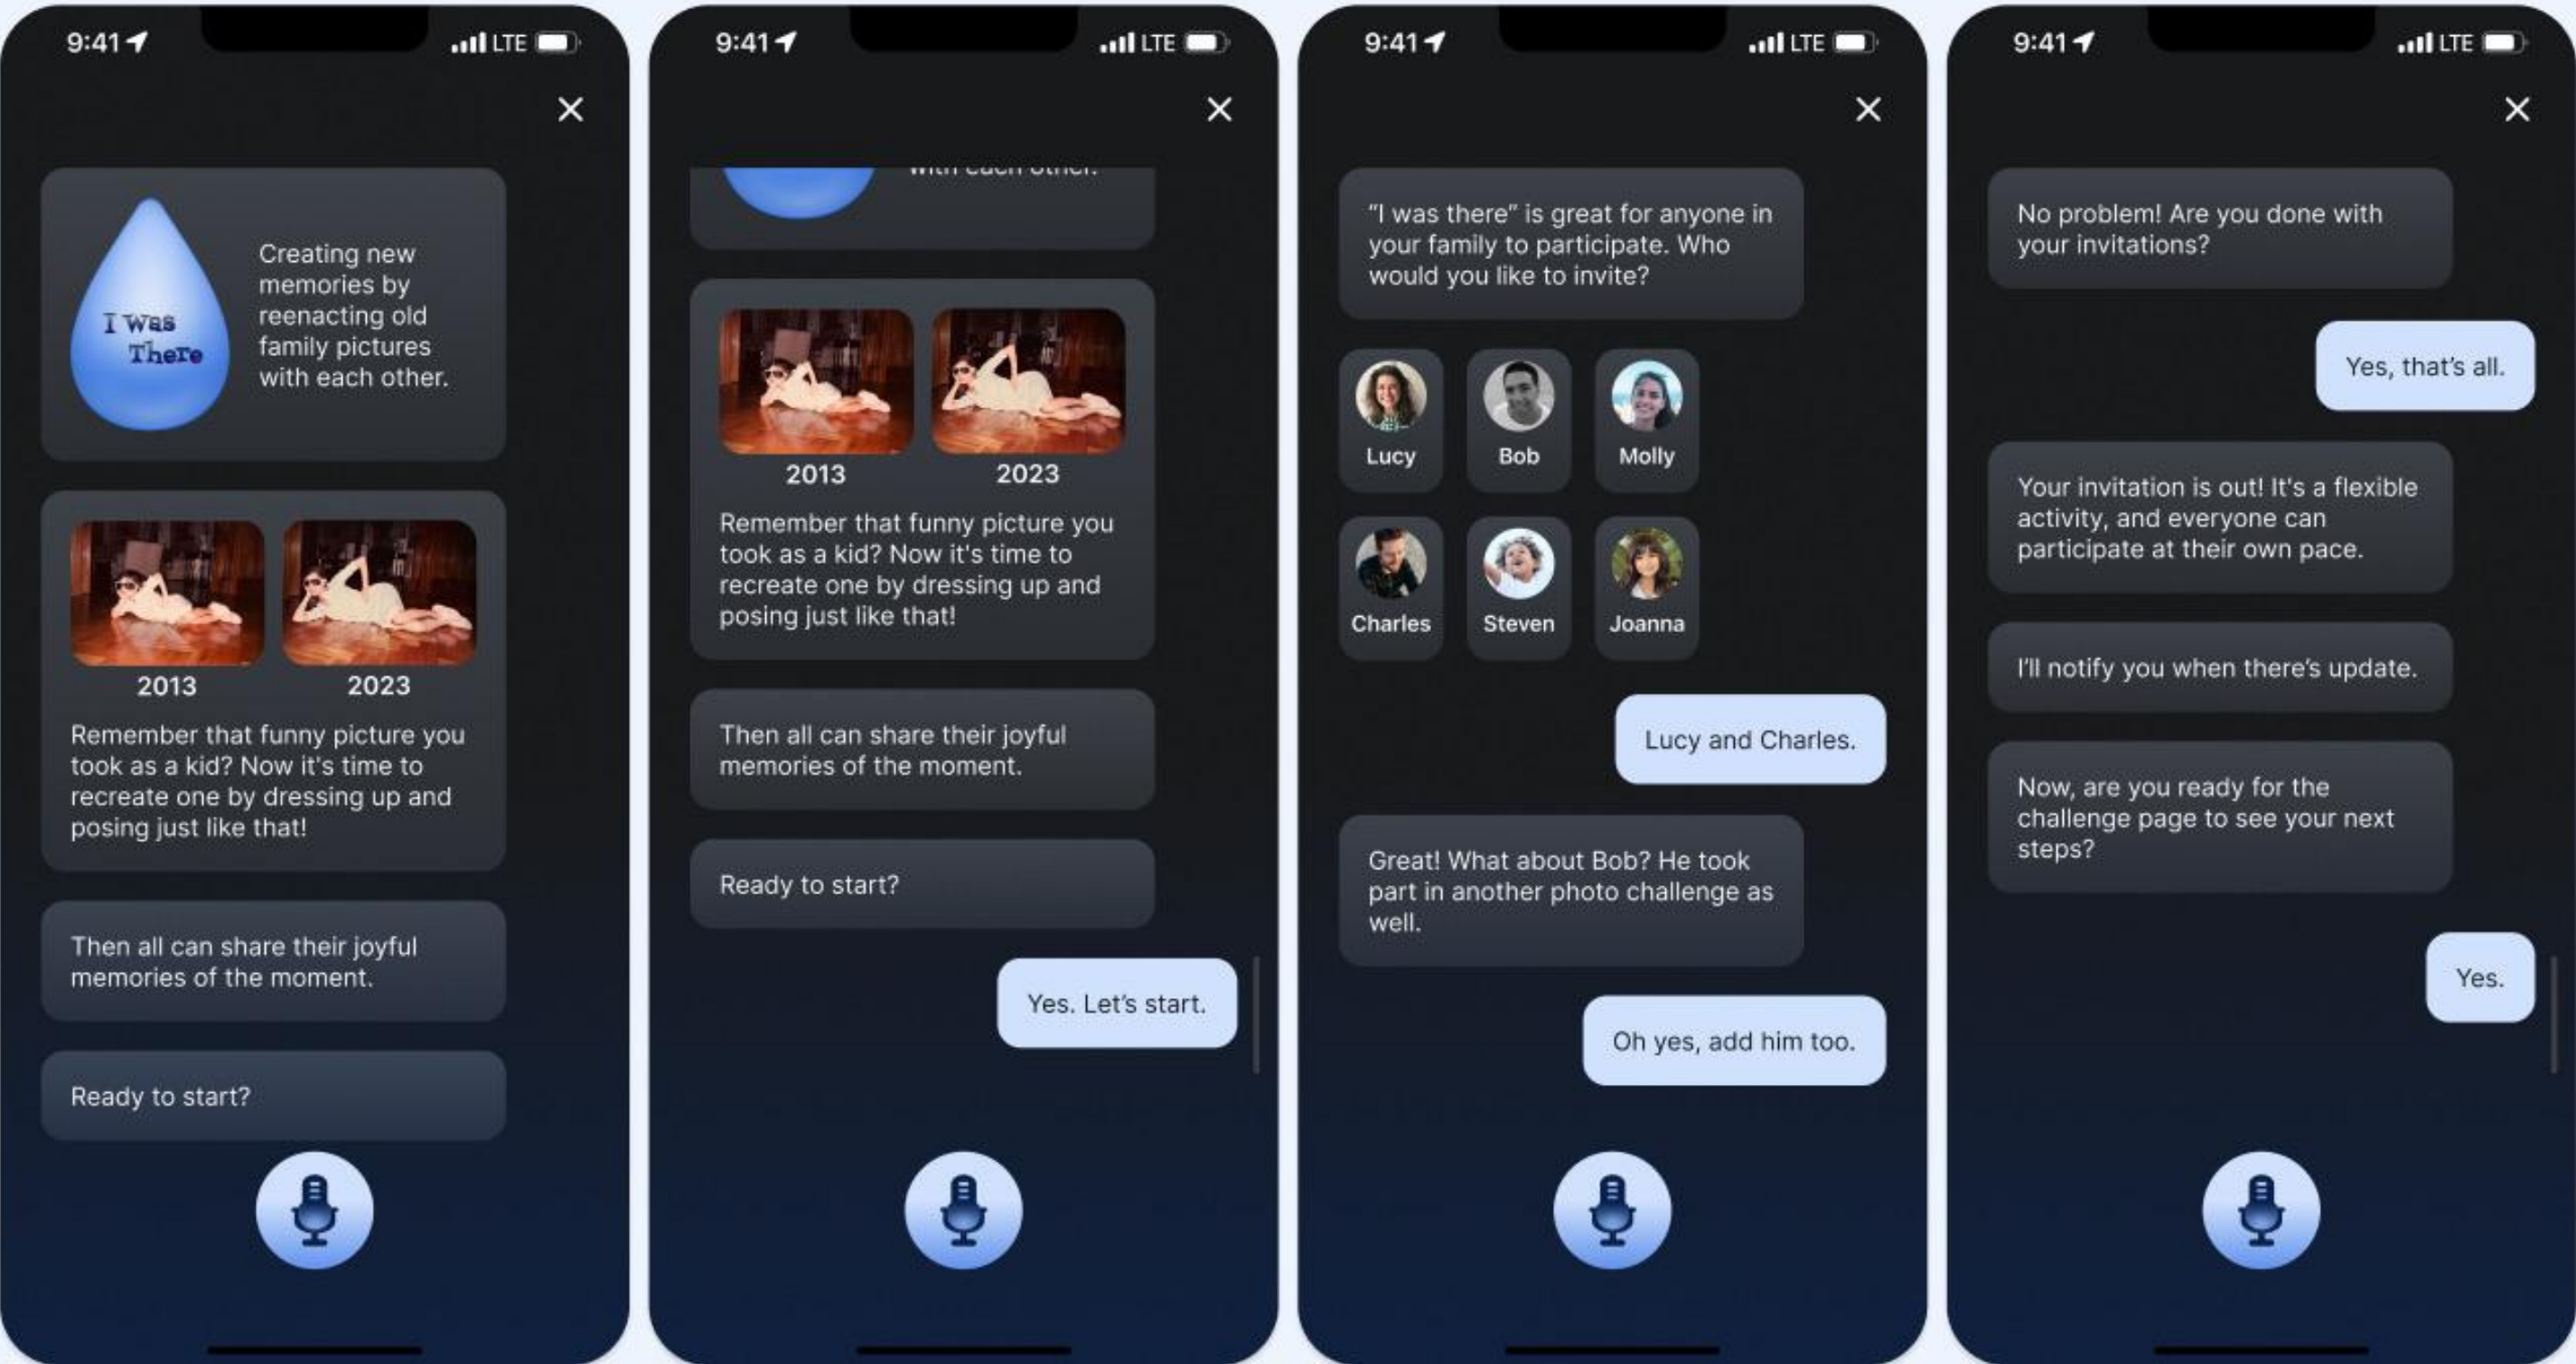 9:41
LTE
I Was
There
Creating new
memories by
reenacting old
family pictures
with each other.
2013
2023
Remember that funny picture you
took as a kid? Now it's time to
recreate one by dressing up and
posing just like that!
Then all can share their joyful
memories of the moment.
Ready to start?
9:41
LTE
with each other.
2013
2023
Remember that funny picture you
took as a kid? Now it's time to
recreate one by dressing up and
posing just like that!
Then all can share their joyful
memories of the moment.
Ready to start?
Yes. Let’s start.
9:41
LTE
“I was there” is great for anyone in
your family to participate. Who
would you like to invite?
Lucy
Bob
Molly
Charles
Steven
Joanna
Lucy and Charles.
Great! What about Bob? He took
part in another photo challenge as
well.
Oh yes, add him too.
9:41
LTE
No problem! Are you done with
your invitations?
Yes, that’s all.
Your invitation is out! It's a flexible
activity, and everyone can
participate at their own pace.
I’ll notify you when there’s update.
Now, are you ready for the
challenge page to see your next
steps?
Yes.